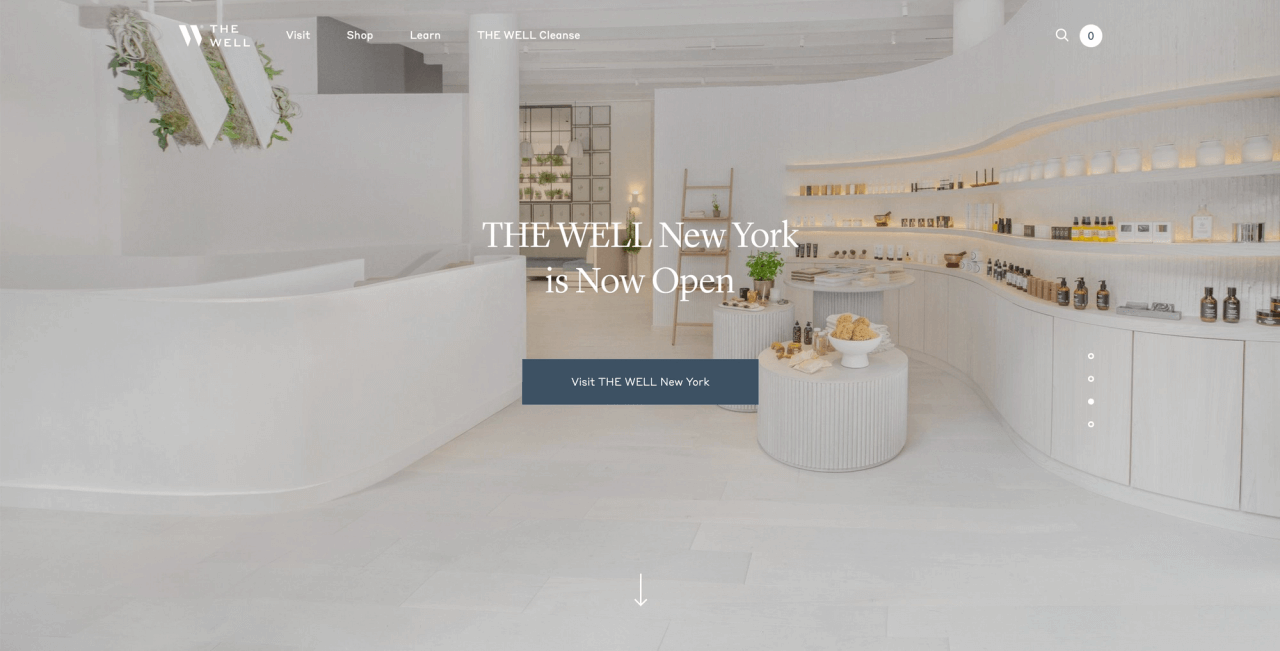 THE
WELL
Visit
Shop
Learn
THE WELL Cleanse
0
THE WELL New York
is Now Open
Visit THE WELL New York